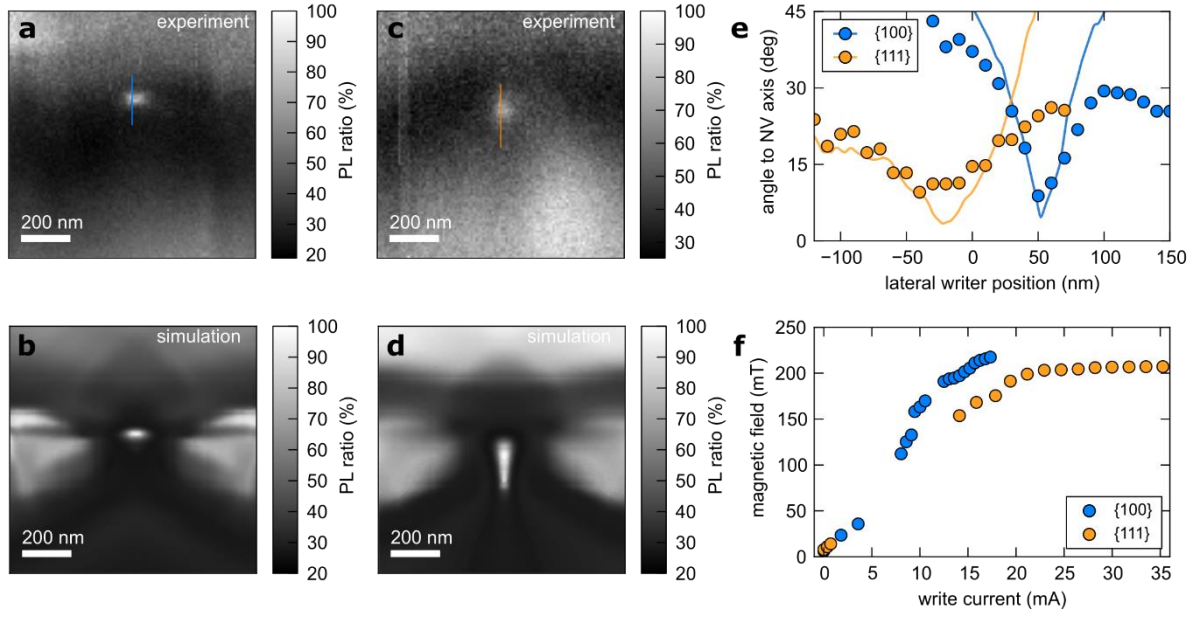 a
experiment
200 nm
100
90
80
70
60
50
40
30
20
PL ratio (%)
c
experiment
200 nm
100
90
80
70
60
50
40
30
PL ratio (%)
e
{100}
{111}
45
30
15
0
angle to NV axis (deg)
−100
−50
0
50
100
150
lateral writer position (nm)
b
simulation
200 nm
100
90
80
70
60
50
40
30
20
PL ratio (%)
d
simulation
200 nm
100
90
80
70
60
50
40
30
20
PL ratio (%)
f
250
200
150
100
50
0
magnetic field (mT)
{100}
{111}
0
5
10
15
20
25
30
35
write current (mA)